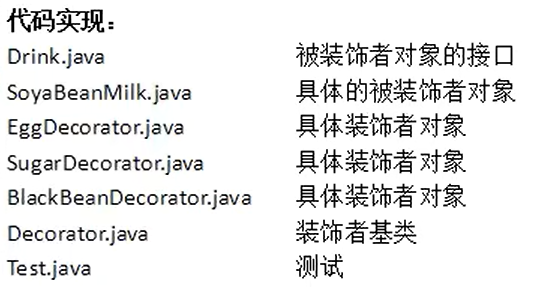 代码实现：
Drink.java 被装饰者对象的接口
SoyaBeanMilk.java 具体的被装饰者对象
EggDecorator.java 具体装饰者对象
SugarDecorator.java 具体装饰者对象
BlackBeanDecorator.java 具体装饰者对象
Decorator.java 装饰者基类
Test.java 测试